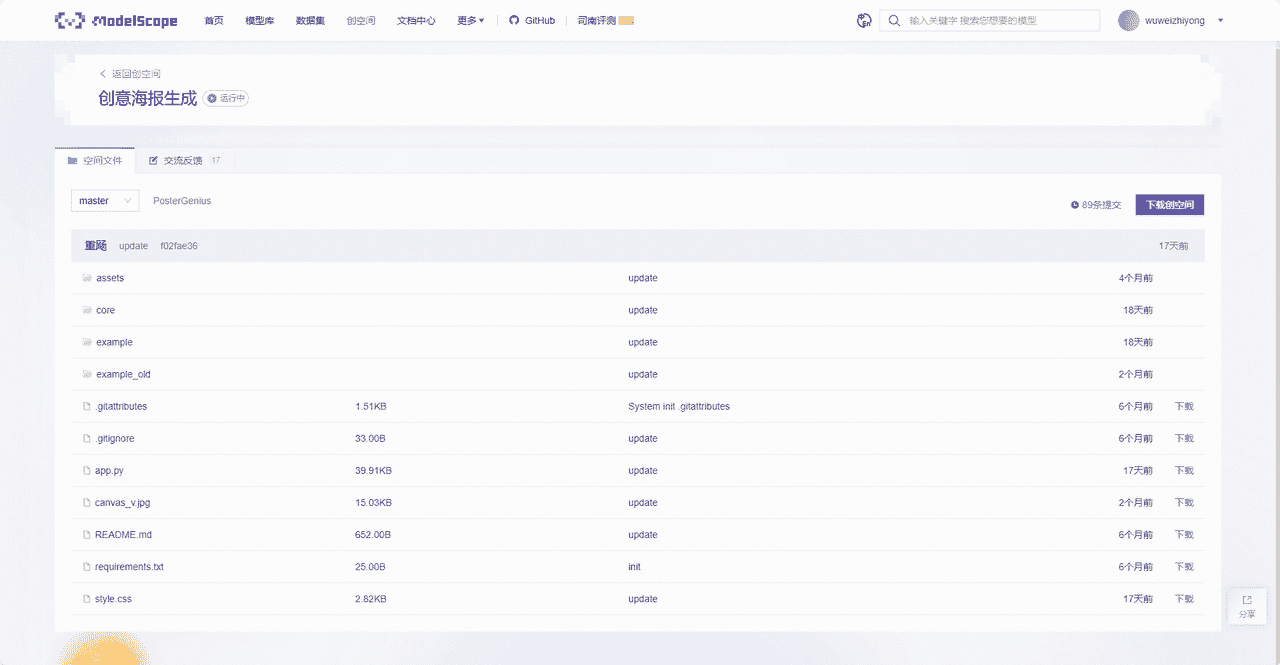 ModelScope 首页 模型库 数据集 创空间 文档中心 更多 GitHub 司南评测 输入关键字 搜索您想要的模型 wuweizhiyong
返回创空间
创意海报生成 运行中
空间文件 交流反馈 17
master PosterGenius 89条提交 下载创空间
重飏 update f02fae36 17天前
assets update 4个月前
core update 18天前
example update 18天前
example_old update 2个月前
.gitattributes 1.51KB System init .gitattributes 6个月前 下载
.gitignore 33.00B update 6个月前 下载
app.py 39.91KB update 17天前 下载
canvas_v.jpg 15.03KB update 2个月前 下载
README.md 652.00B update 6个月前 下载
requirements.txt 25.00B init 6个月前 下载
style.css 2.82KB update 17天前 下载
分享